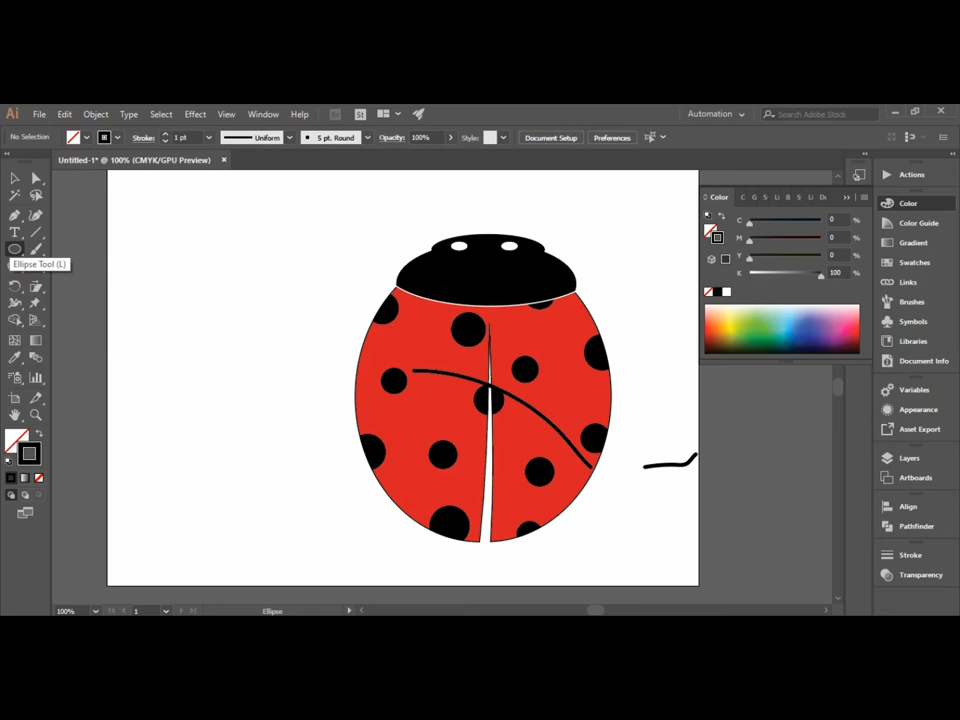 Ai File Edit Object Type Select Effect View Window Help Br St Automation Search Adobe Stock
No Selection Stroke: 1 pt Uniform 5 pt. Round Opacity: 100% Style: Document Setup Preferences
Untitled-1* @ 100% (CMYK/GPU Preview)
Ellipse Tool (L)
Color C G S S L Li
C 0 %
M 0 %
Y 0 %
K 100 %
Actions
Color
Color Guide
Gradient
Swatches
Links
Brushes
Symbols
Libraries
Document Info
Variables
Appearance
Asset Export
Layers
Artboards
Align
Pathfinder
Stroke
Transparency
100% 1 Ellipse